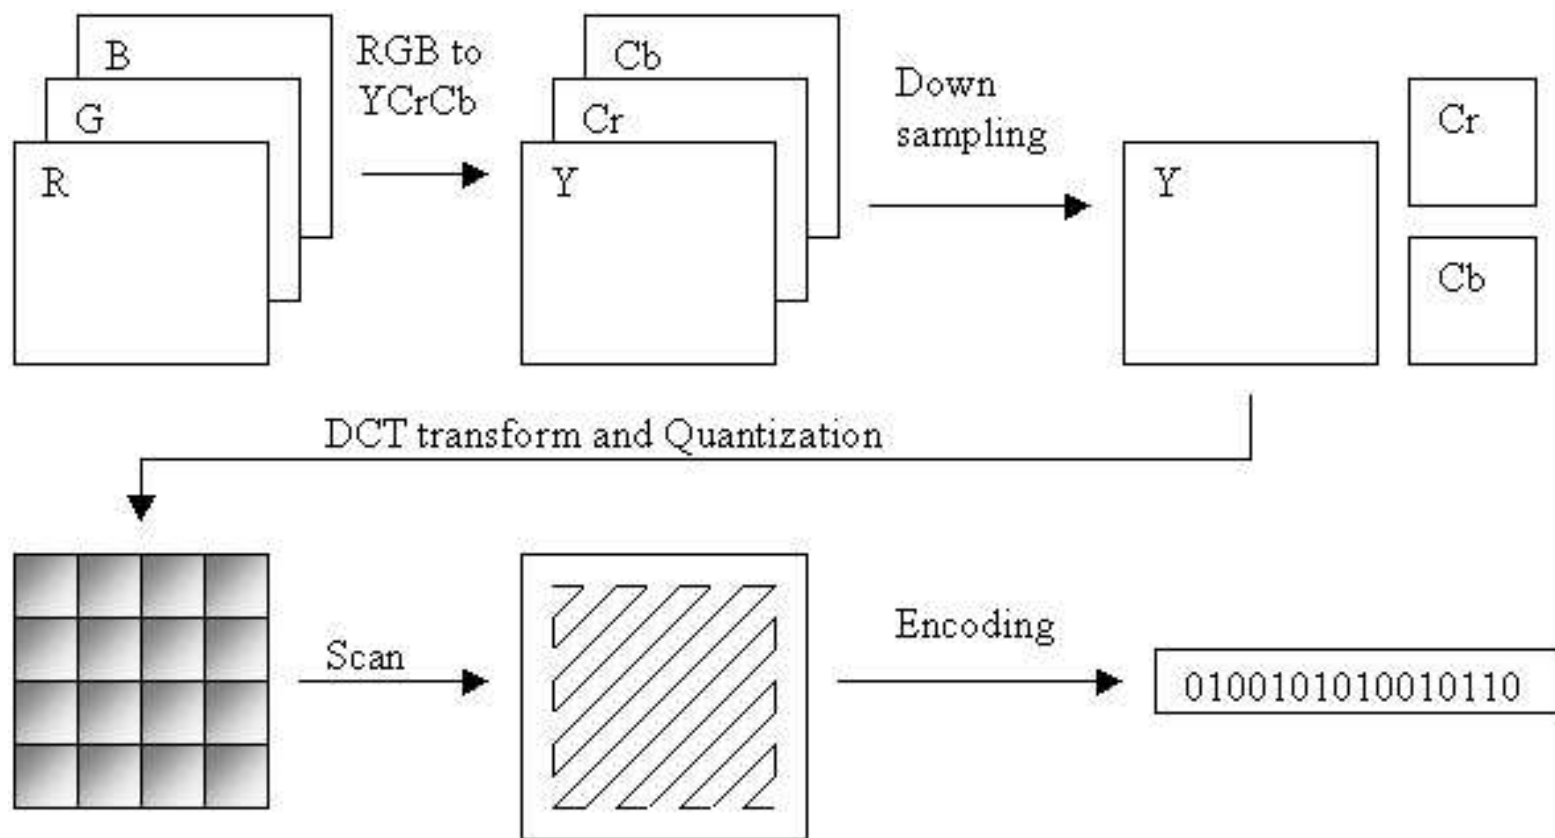 B
G
R
RGB to
YCrCb
Cb
Cr
Y
Down
sampling
Y
Cr
Cb
DCT transform and Quantization
Scan
Encoding
0100101010010110